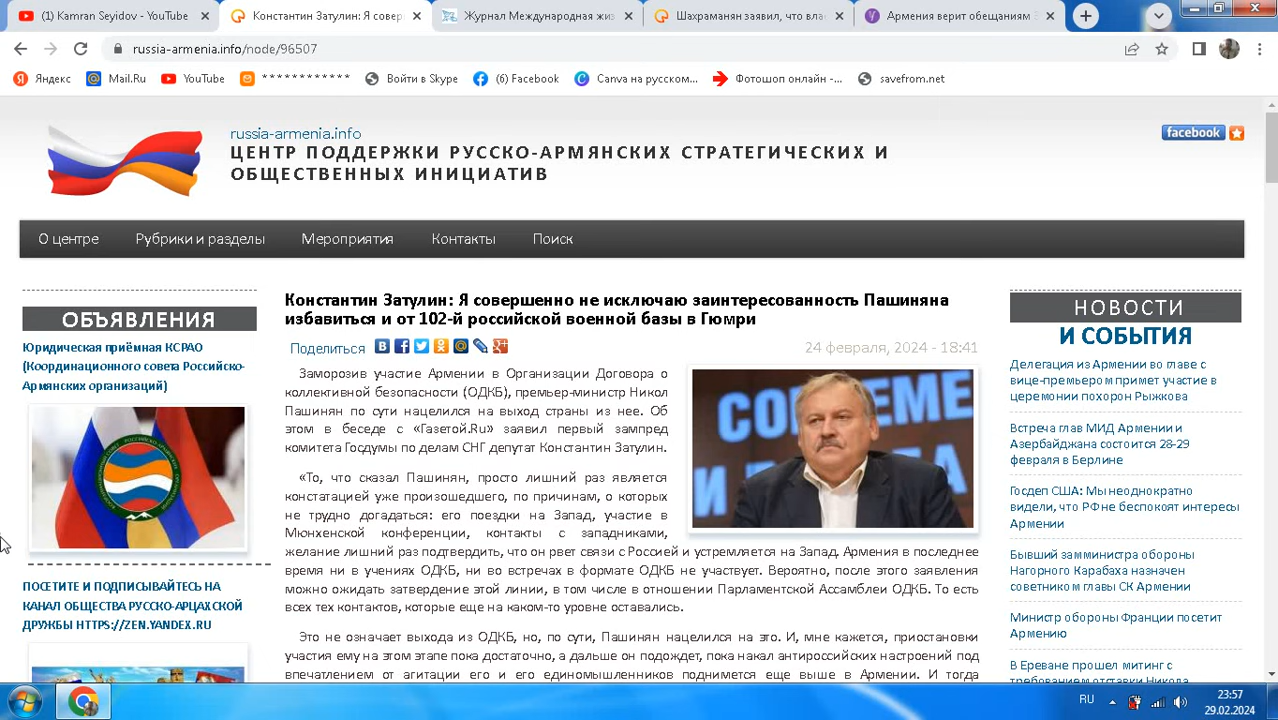 (1) Kamran Seyidov - YouTube
Константин Затулин: Я совер
Журнал Международная жиз
Шахраманян заявил, что вла
Армения верит обещаниям
russia-armenia.info/node/96507
Яндекс
Mail.Ru
YouTube
* * * * * * * * * * * *
Войти в Skype
(6) Facebook
Canva на русском...
Фотошоп онлайн -...
savefrom.net
russia-armenia.info
ЦЕНТР ПОДДЕРЖКИ РУССКО-АРМЯНСКИХ СТРАТЕГИЧЕСКИХ И
ОБЩЕСТВЕННЫХ ИНИЦИАТИВ
facebook
О центре
Рубрики и разделы
Мероприятия
Контакты
Поиск
ОБЪЯВЛЕНИЯ
Юридическая приёмная КСРАО
(Координационного совета Российско-
Армянских организаций)
ПОСЕТИТЕ И ПОДПИСЫВАЙТЕСЬ НА
КАНАЛ ОБЩЕСТВА РУССКО-АРЦАХСКОЙ
ДРУЖБЫ HTTPS://ZEN.YANDEX.RU
Константин Затулин: Я совершенно не исключаю заинтересованность Пашиняна
избавиться и от 102-й российской военной базы в Гюмри
Поделиться
24 февраля, 2024 - 18:41
Заморозив участие Армении в Организации Договора о
коллективной безопасности (ОДКБ), премьер-министр Никол
Пашинян по сути нацелился на выход страны из нее. Об
этом в беседе с «Газетой.Ru» заявил первый зампред
комитета Госдумы по делам СНГ депутат Константин Затулин.
«То, что сказал Пашинян, просто лишний раз является
констатацией уже произошедшего, по причинам, о которых
не трудно догадаться: его поездки на Запад, участие в
Мюнхенской конференции, контакты с западниками,
желание лишний раз подтвердить, что он рвет связи с Россией и устремляется на Запад. Армения в последнее
время ни в учениях ОДКБ, ни во встречах в формате ОДКБ не участвует. Вероятно, после этого заявления
можно ожидать затвердение этой линии, в том числе в отношении Парламентской Ассамблеи ОДКБ. То есть
всех тех контактов, которые еще на каком-то уровне оставались.
Это не означает выхода из ОДКБ, но, по сути, Пашинян нацелился на это. И, мне кажется, приостановки
участия ему на этом этапе пока достаточно, а дальше он подождет, пока накал антироссийских настроений под
впечатлением от агитации его и его единомышленников поднимется еще выше в Армении. И тогда
НОВОСТИ
И СОБЫТИЯ
Делегация из Армении во главе с
вице-премьером примет участие в
церемонии похорон Рыжкова
Встреча глав МИД Армении и
Азербайджана состоится 28-29
февраля в Берлине
Госдеп США: Мы неоднократно
видели, что РФ не беспокоят интересы
Армении
Бывший замминистра обороны
Нагорного Карабаха назначен
советником главы СК Армении
Министр обороны Франции посетит
Армению
В Ереване прошел митинг с
требованием отставки Никола
RU
23:57
29.02.2024